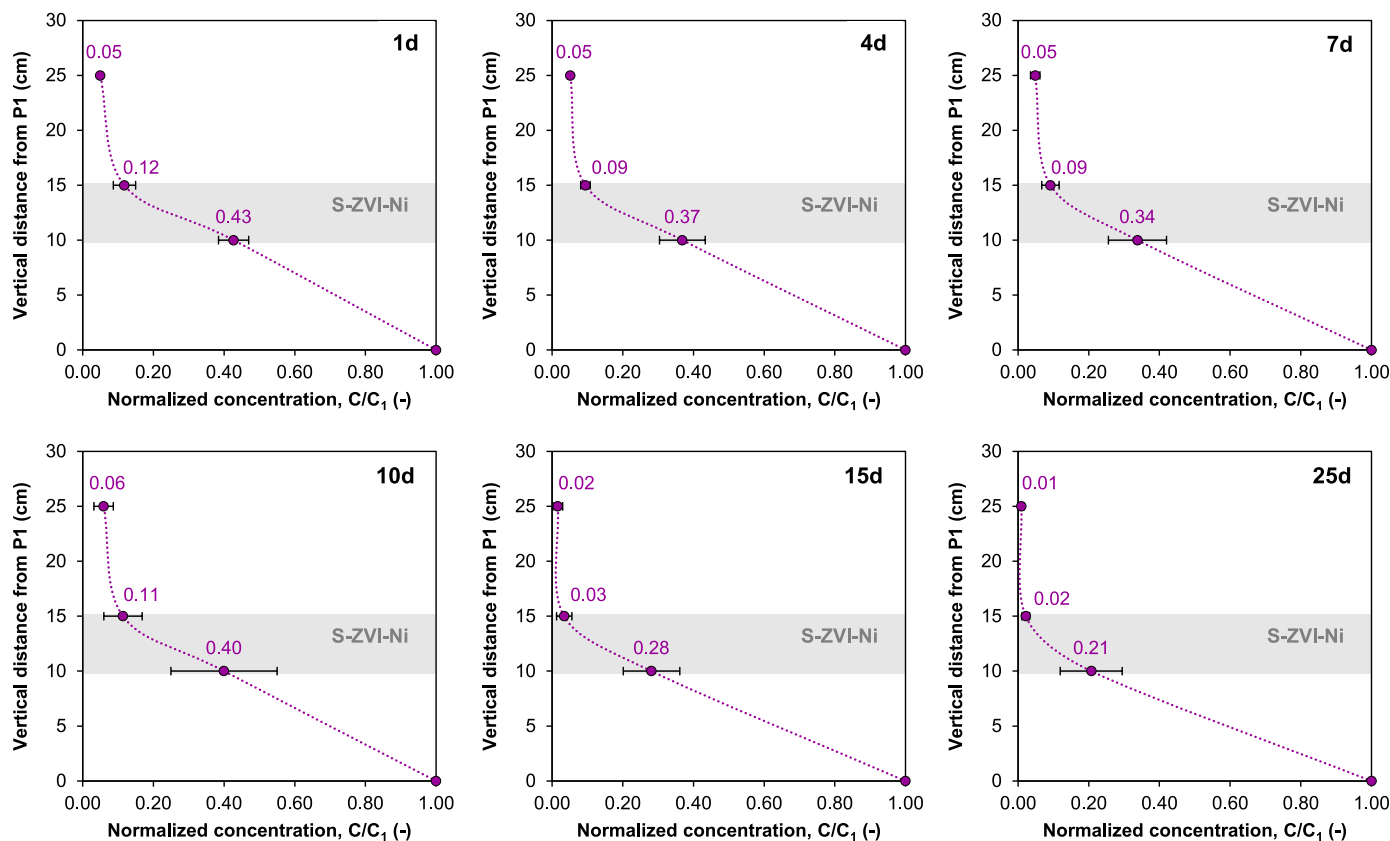 1d
Vertical distance from P1 (cm)
30
25
20
15
10
5
0
0.05
0.12
0.43
S-ZVI-Ni
0.00 0.20 0.40 0.60 0.80 1.00
Normalized concentration, C/C1 (-)
4d
Vertical distance from P1 (cm)
30
25
20
15
10
5
0
0.05
0.09
0.37
S-ZVI-Ni
0.00 0.20 0.40 0.60 0.80 1.00
Normalized concentration, C/C1 (-)
7d
Vertical distance from P1 (cm)
30
25
20
15
10
5
0
0.05
0.09
0.34
S-ZVI-Ni
0.00 0.20 0.40 0.60 0.80 1.00
Normalized concentration, C/C1 (-)
10d
Vertical distance from P1 (cm)
30
25
20
15
10
5
0
0.06
0.11
0.40
S-ZVI-Ni
0.00 0.20 0.40 0.60 0.80 1.00
Normalized concentration, C/C1 (-)
15d
Vertical distance from P1 (cm)
30
25
20
15
10
5
0
0.02
0.03
0.28
S-ZVI-Ni
0.00 0.20 0.40 0.60 0.80 1.00
Normalized concentration, C/C1 (-)
25d
Vertical distance from P1 (cm)
30
25
20
15
10
5
0
0.01
0.02
0.21
S-ZVI-Ni
0.00 0.20 0.40 0.60 0.80 1.00
Normalized concentration, C/C1 (-)